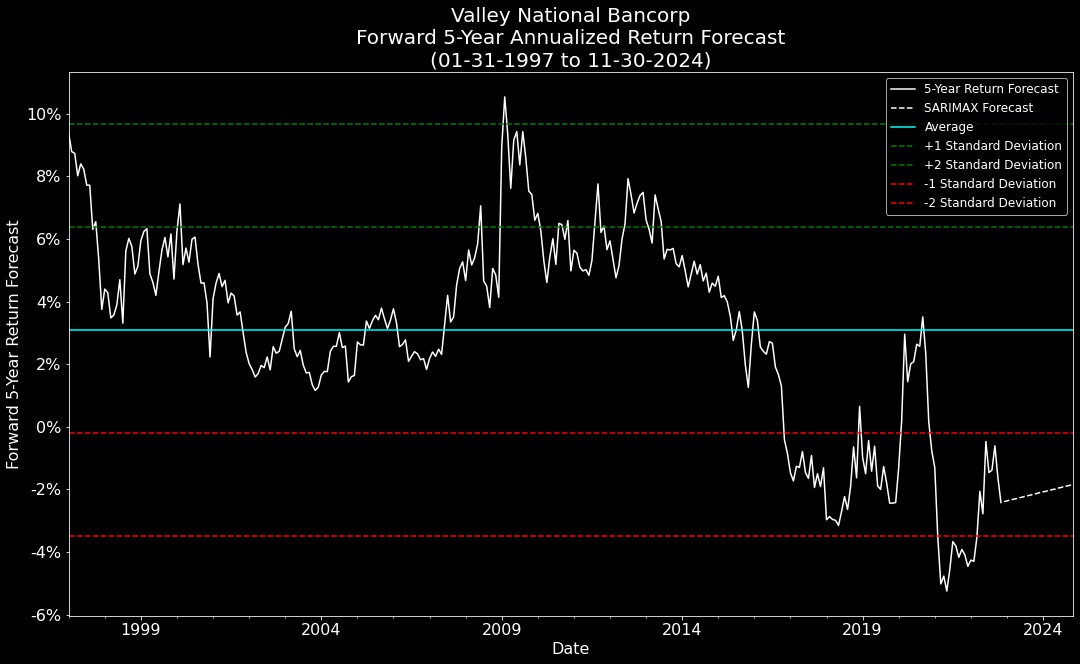 Valley National Bancorp
Forward 5-Year Annualized Return Forecast
(01-31-1997 to 11-30-2024)
5-Year Return Forecast
SARIMAX Forecast
Average
+1 Standard Deviation
+2 Standard Deviation
-1 Standard Deviation
-2 Standard Deviation
Forward 5-Year Return Forecast
10%
8%
6%
4%
2%
0%
-2%
-4%
-6%
1999 2004 2009 2014 2019 2024
Date